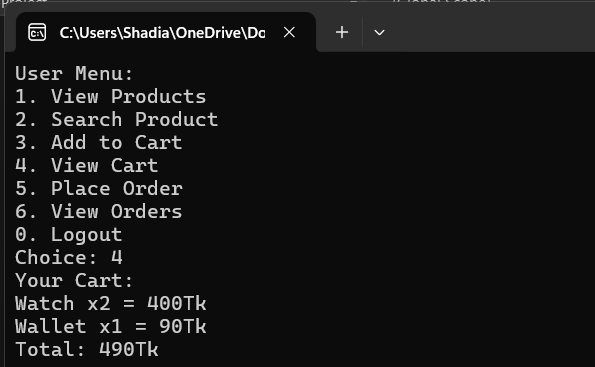 C:\Users\Shadia\OneDrive\Do
User Menu:
1. View Products
2. Search Product
3. Add to Cart
4. View Cart
5. Place Order
6. View Orders
0. Logout
Choice: 4
Your Cart:
Watch x2 = 400Tk
Wallet x1 = 90Tk
Total: 490Tk